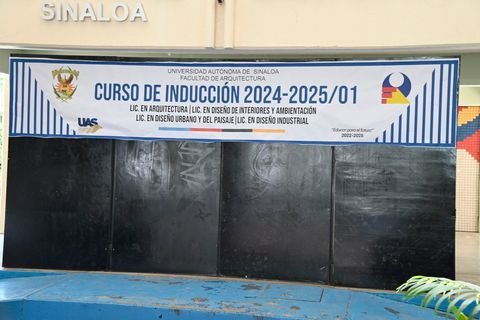 SINALOA
UNIVERSIDAD AUTÓNOMA DE SINALOA
FACULTAD DE ARQUITECTURA
CURSO DE INDUCCIÓN 2024-2025/01
LIC. EN ARQUITECTURA | LIC. EN DISEÑO DE INTERIORES Y AMBIENTACIÓN
LIC. EN DISEÑO URBANO Y DEL PAISAJE| LIC. EN DISEÑO INDUSTRIAL
UAS
"Educar para el futuro"
2022-2025